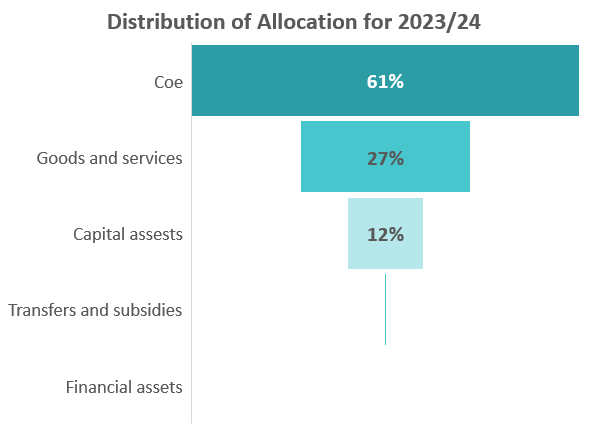 Distribution of Allocation for 2023/24
Coe
61%
Goods and services
27%
Capital assests
12%
Transfers and subsidies
Financial assets